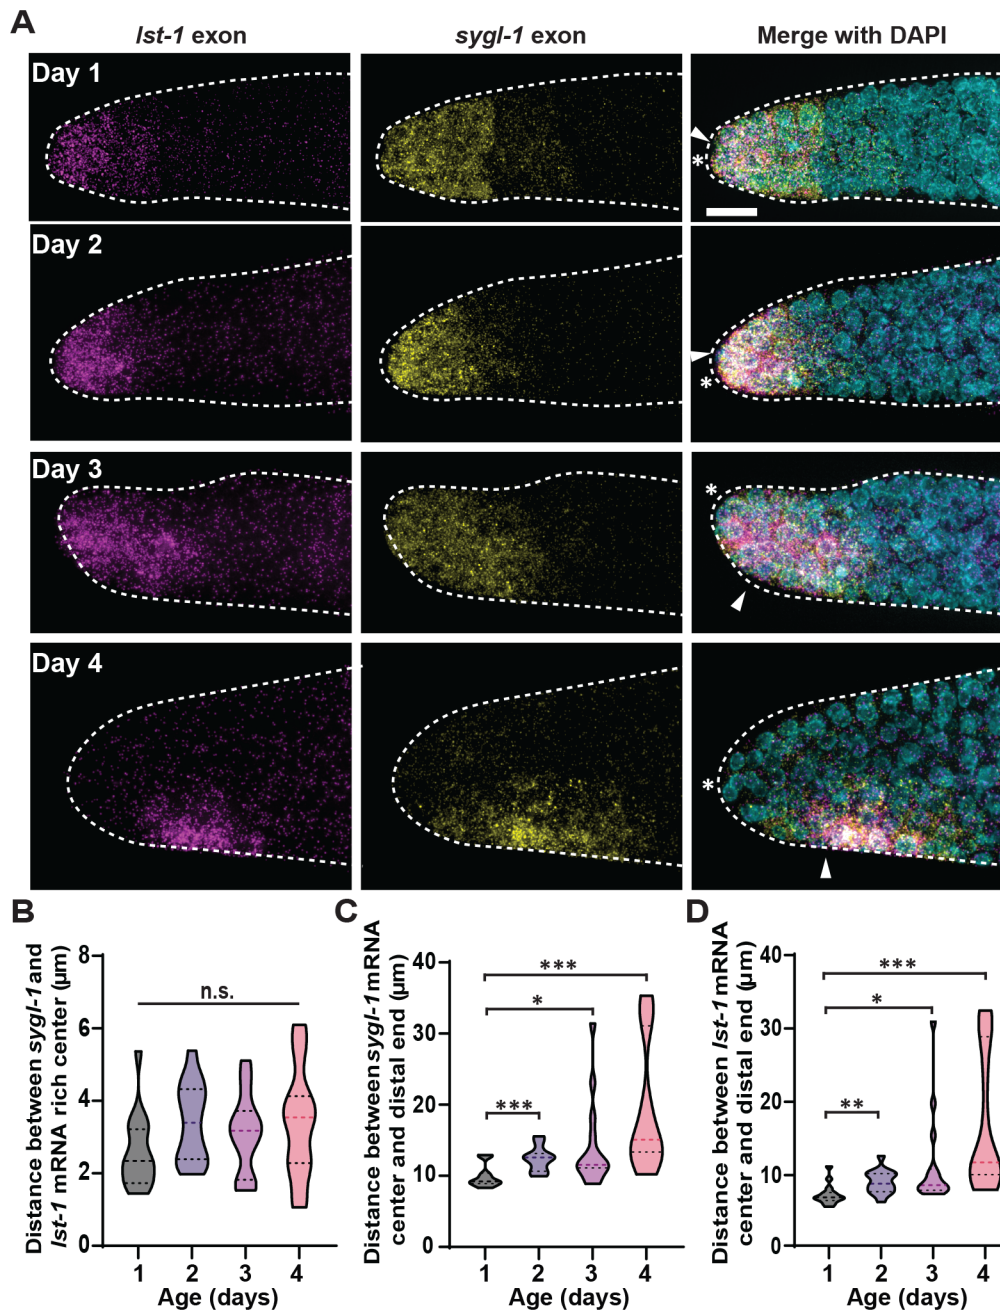 A
lst-1 exon
sygl-1 exon
Merge with DAPI
Day 1
*
Day 2
*
Day 3
*
Day 4
*
B
Distance between sygl-1 and
lst-1 mRNA rich center (µm)
8
6
4
2
0
n.s.
1 2 3 4
Age (days)
C
Distance between sygl-1 mRNA
center and distal end (µm)
40
30
20
10
0
***
*
***
1 2 3 4
Age (days)
D
Distance between lst-1 mRNA
center and distal end (µm)
40
30
20
10
0
***
*
**
1 2 3 4
Age (days)